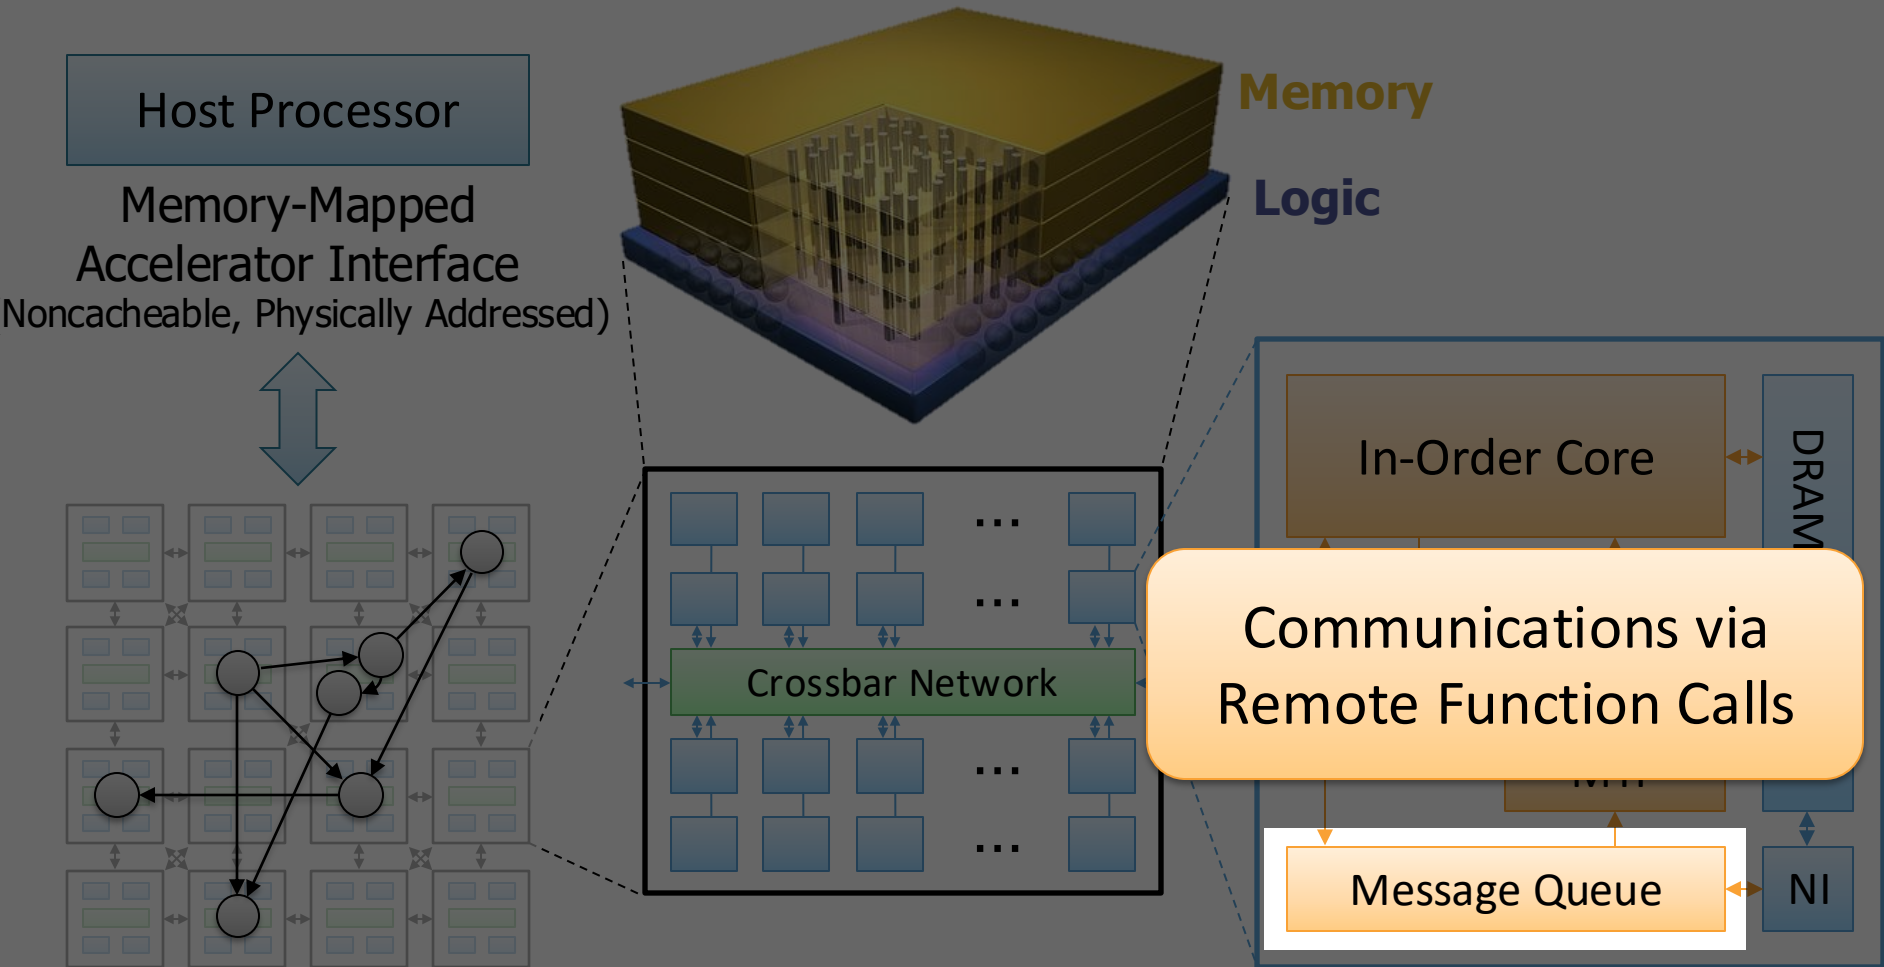 Host Processor
Memory-Mapped
Accelerator Interface
Noncacheable, Physically Addressed)
Memory
Logic
...
...
Crossbar Network
...
...
In-Order Core
DRAM
Communications via
Remote Function Calls
Message Queue
NI